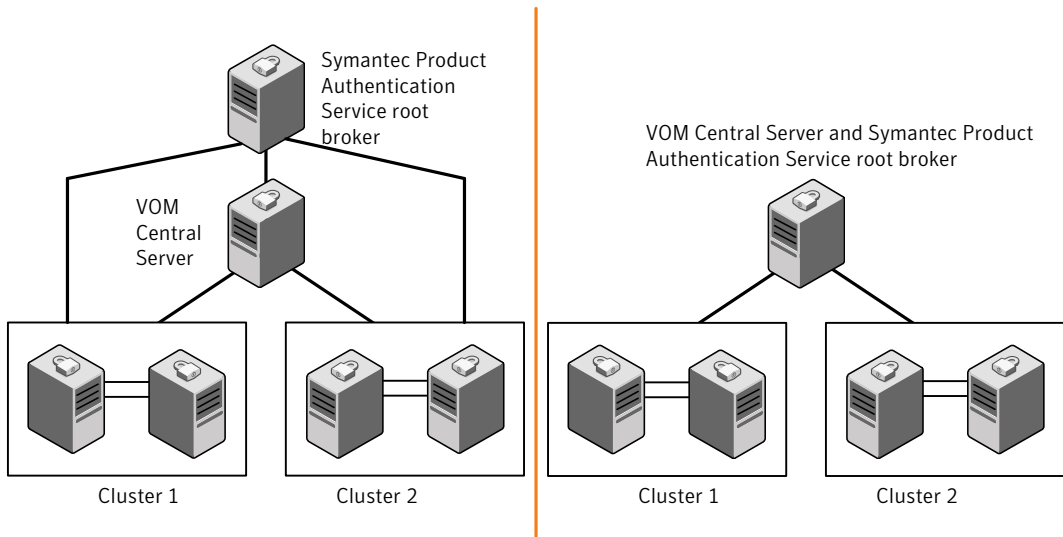 Symantec Product
Authentication
Service root
broker
VOM
Central
Server
Cluster 1
Cluster 2
VOM Central Server and Symantec Product
Authentication Service root broker
Cluster 1
Cluster 2